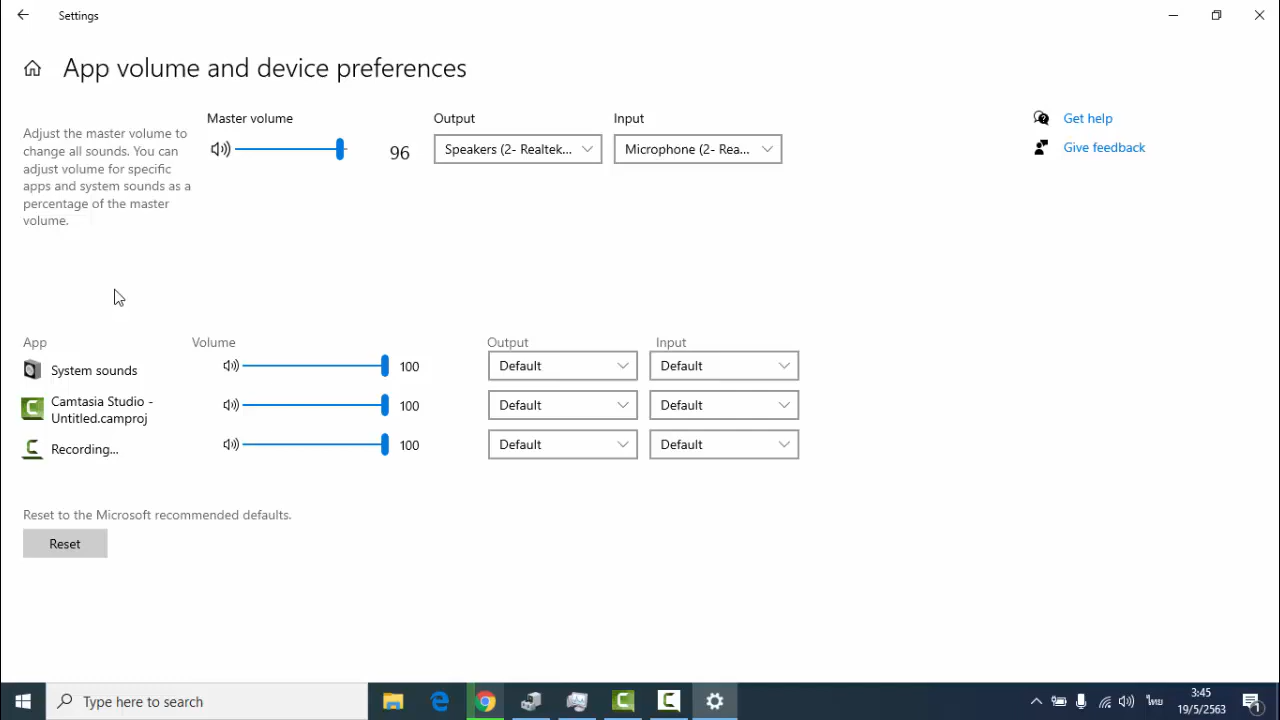 Settings
App volume and device preferences
Adjust the master volume to
change all sounds. You can
adjust volume for specific
apps and system sounds as a
percentage of the master
volume.
Master volume
96
Output
Speakers (2- Realtek...
Input
Microphone (2- Rea...
Get help
Give feedback
App Volume Output Input
System sounds 100 Default Default
Camtasia Studio -
Untitled.camproj 100 Default Default
Recording... 100 Default Default
Reset to the Microsoft recommended defaults.
Reset
Type here to search
ไทย
3:45
19/5/2563
1